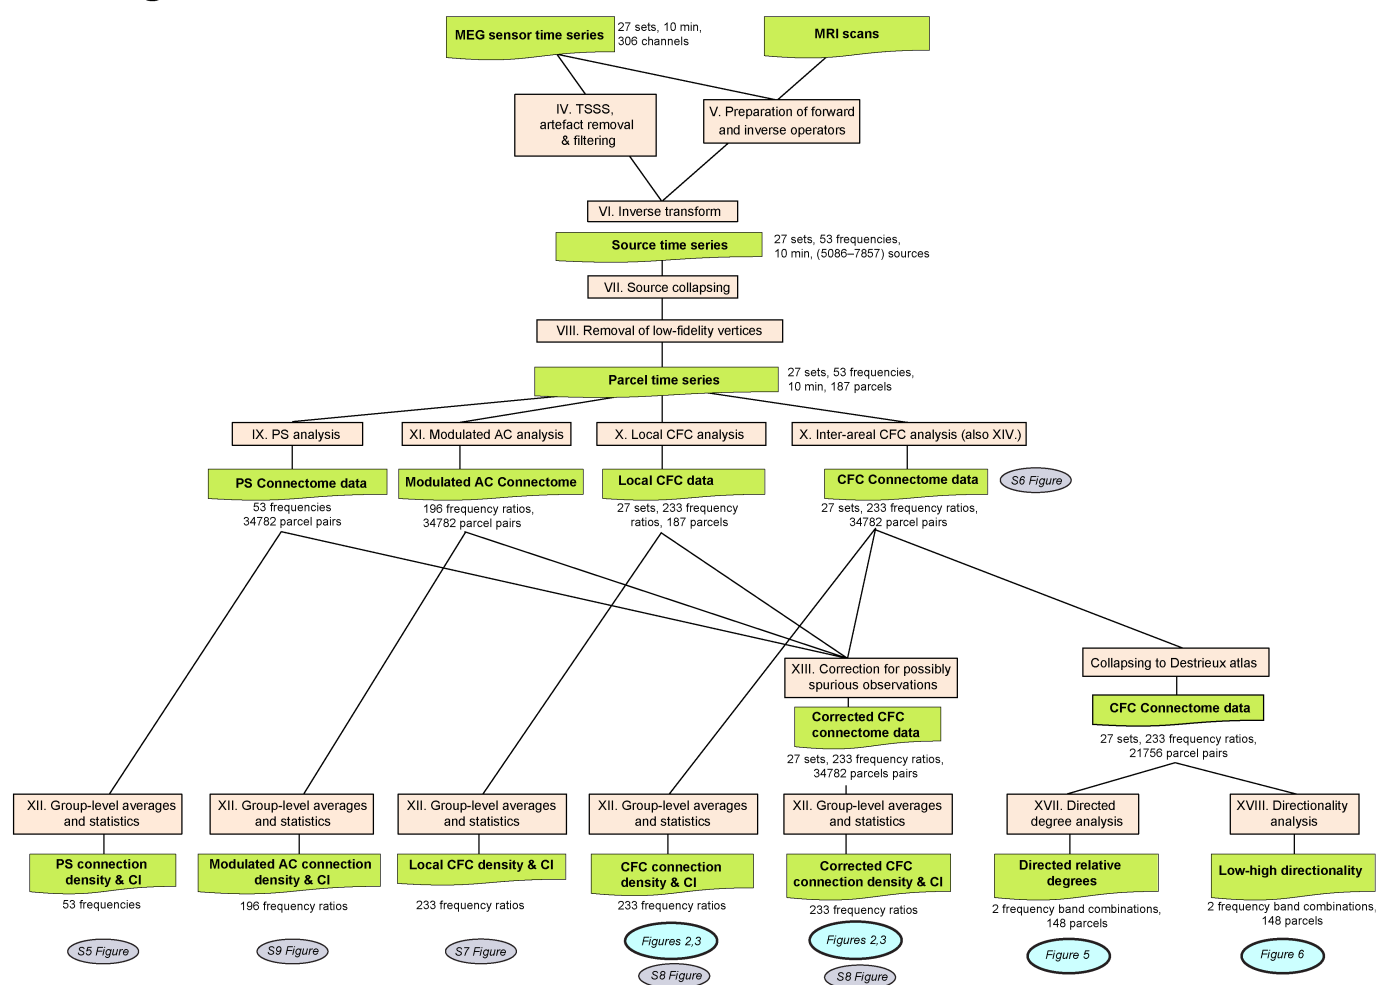 MEG sensor time series
27 sets, 10 min,
306 channels
MRI scans
IV. TSSS,
artefact removal
& filtering
V. Preparation of forward
and inverse operators
VI. Inverse transform
Source time series
27 sets, 53 frequencies,
10 min, (5086–7857) sources
VII. Source collapsing
VIII. Removal of low-fidelity vertices
Parcel time series
27 sets, 53 frequencies,
10 min, 187 parcels
IX. PS analysis
XI. Modulated AC analysis
X. Local CFC analysis
X. Inter-areal CFC analysis (also XIV.)
PS Connectome data
Modulated AC Connectome
Local CFC data
CFC Connectome data
S6 Figure
53 frequencies
34782 parcel pairs
196 frequency ratios,
34782 parcel pairs
27 sets, 233 frequency
ratios, 187 parcels
27 sets, 233 frequency ratios,
34782 parcel pairs
XIII. Correction for possibly
spurious observations
Collapsing to Destrieux atlas
Corrected CFC
connectome data
CFC Connectome data
27 sets, 233 frequency ratios,
34782 parcels pairs
27 sets, 233 frequency ratios,
21756 parcel pairs
XII. Group-level averages
and statistics
XII. Group-level averages
and statistics
XII. Group-level averages
and statistics
XII. Group-level averages
and statistics
XII. Group-level averages
and statistics
XVII. Directed
degree analysis
XVIII. Directionality
analysis
PS connection
density & CI
Modulated AC connection
density & CI
Local CFC density & CI
CFC connection
density & CI
Corrected CFC
connection density & CI
Directed relative
degrees
Low-high directionality
53 frequencies
196 frequency ratios
233 frequency ratios
233 frequency ratios
233 frequency ratios
2 frequency band combinations,
148 parcels
2 frequency band combinations,
148 parcels
S5 Figure
S9 Figure
S7 Figure
Figures 2,3
Figures 2,3
Figure 5
Figure 6
S8 Figure
S8 Figure